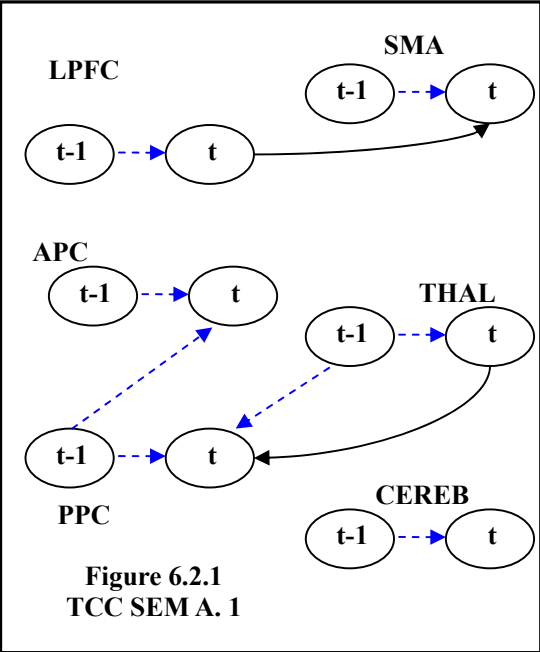 SMA
LPFC
t-1 t
t-1 t
APC
t-1 t
THAL
t-1 t
t-1 t
PPC
CEREB
t-1 t
Figure 6.2.1
TCC SEM A. 1